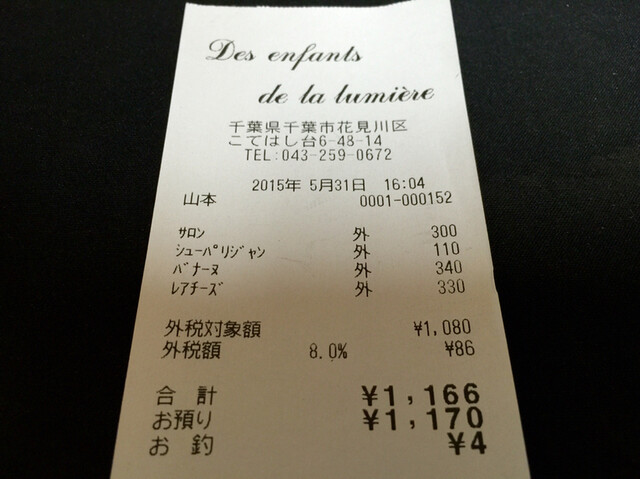 Des enfants
de la lumière
千葉県千葉市花見川区
こてはし台6-48-14
TEL:043-259-0672
2015年 5月31日 16:04
山本 0001-000152
サロン 外 300
シューパリジャン 外 110
バナーヌ 外 340
レアチーズ 外 330
外税対象額 ¥1,080
外税額 8.0% ¥86
合計 ¥1,166
お預り ¥1,170
お釣 ¥4